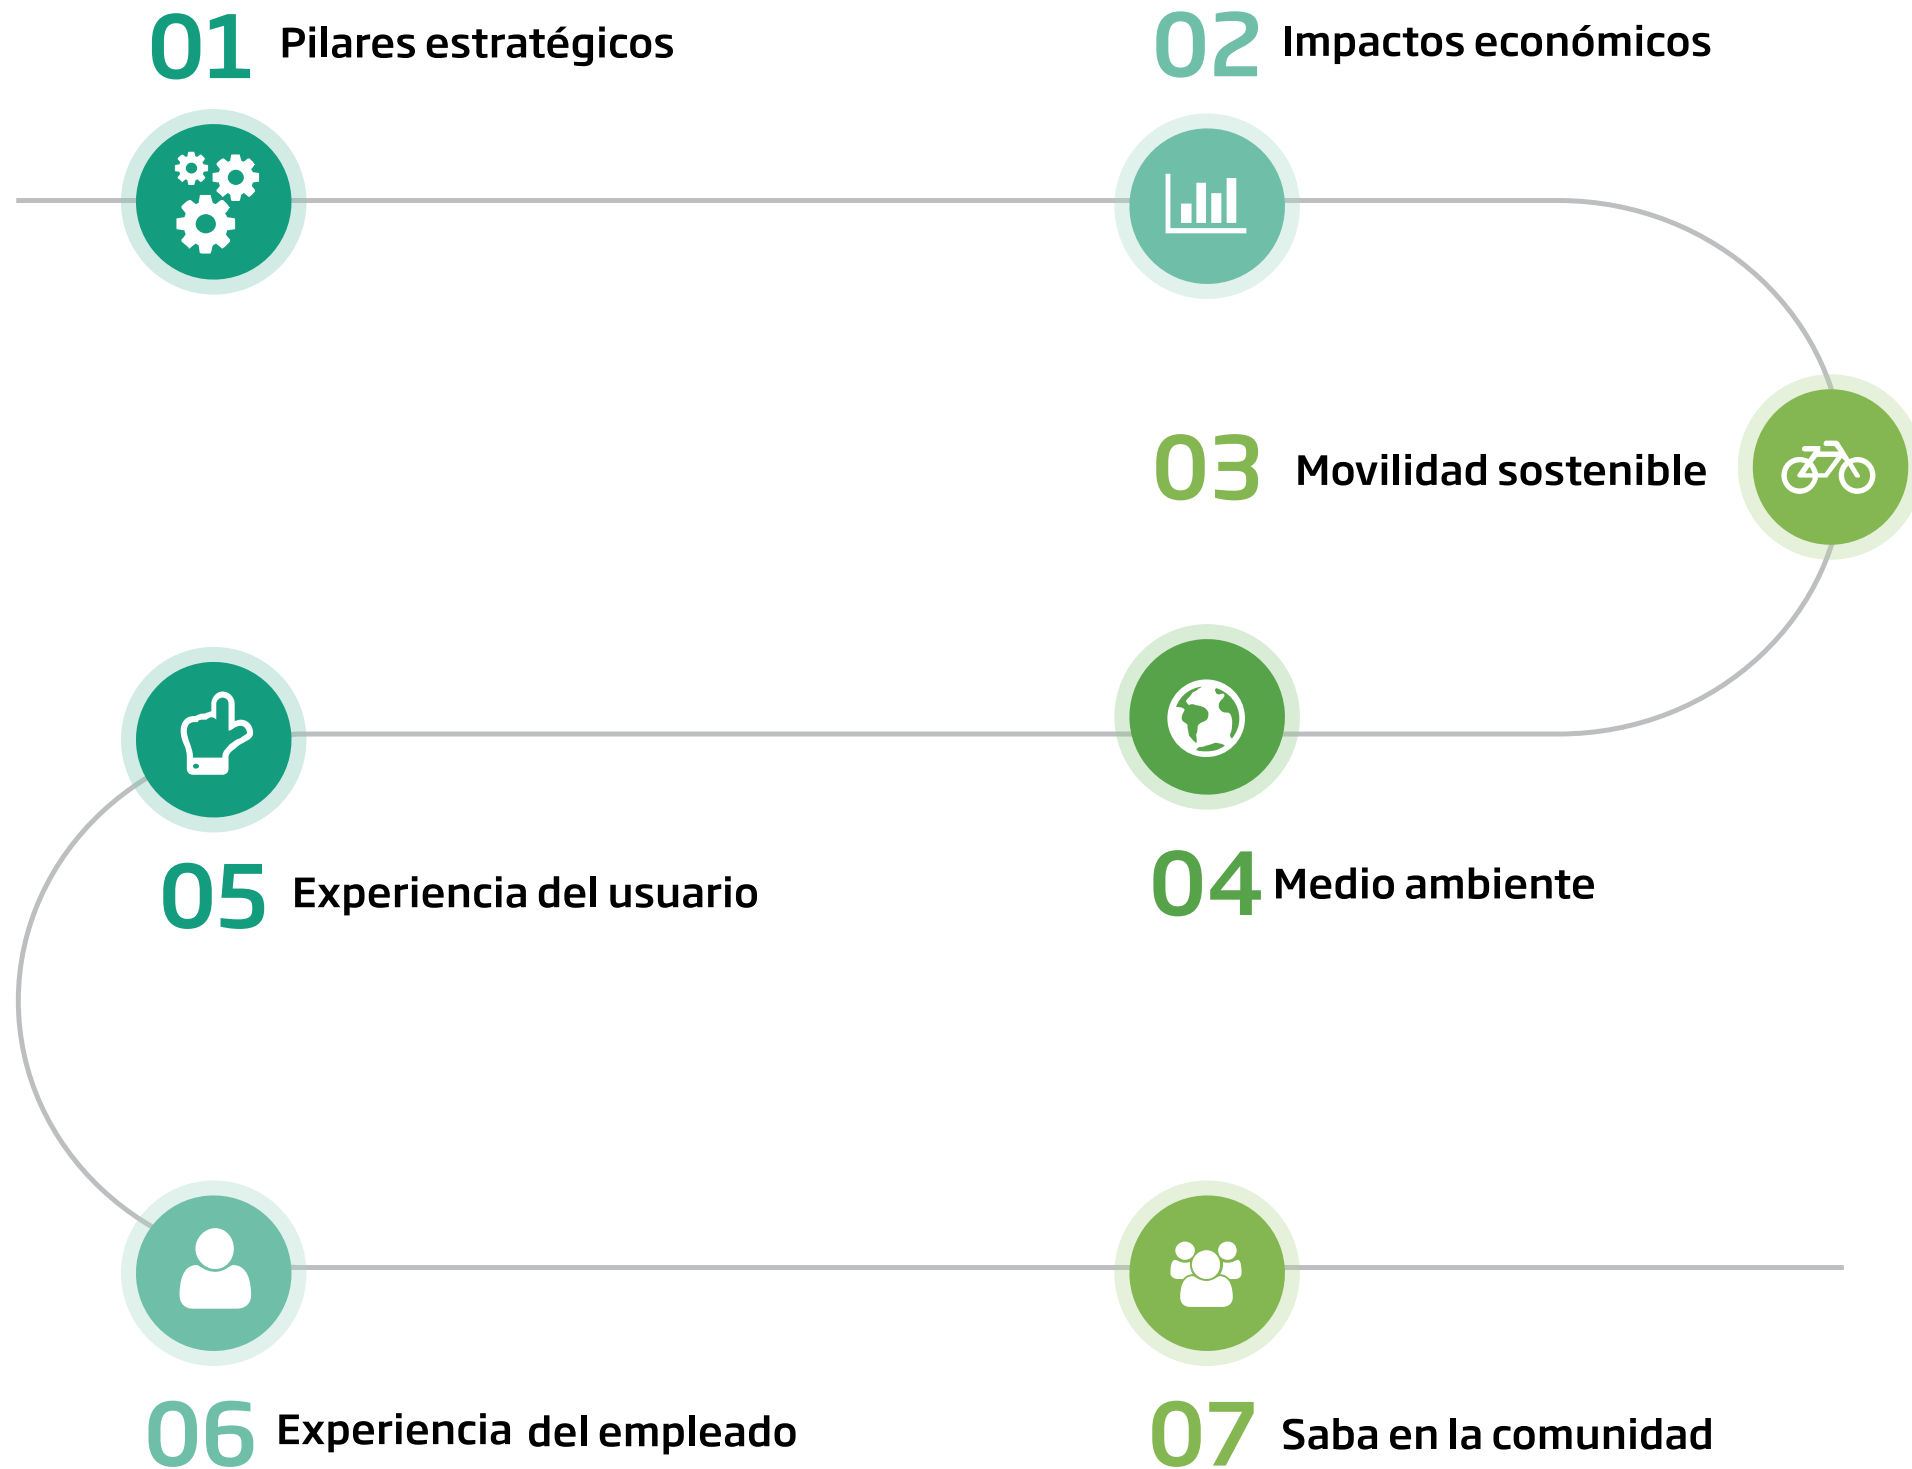 01 Pilares estratégicos
02 Impactos económicos
03 Movilidad sostenible
04 Medio ambiente
05 Experiencia del usuario
06 Experiencia del empleado
07 Saba en la comunidad